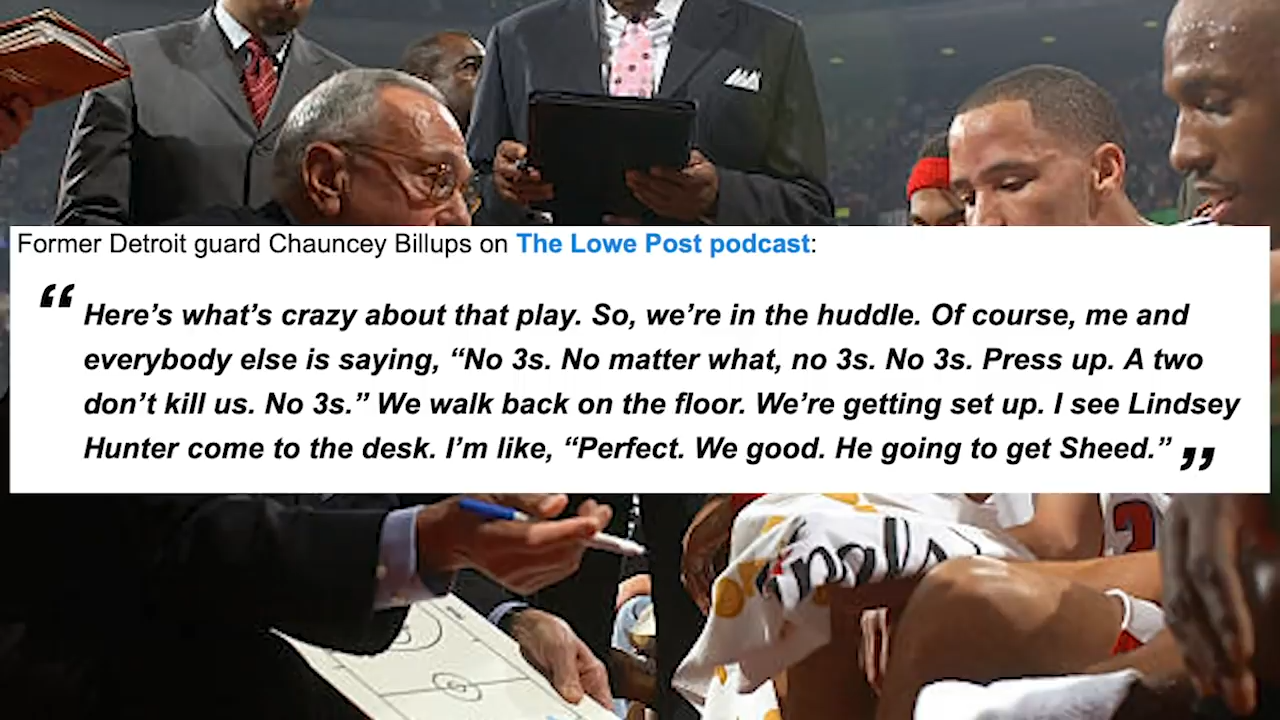 Former Detroit guard Chauncey Billups on The Lowe Post podcast:
“Here’s what’s crazy about that play. So, we’re in the huddle. Of course, me and
everybody else is saying, “No 3s. No matter what, no 3s. No 3s. Press up. A two
don’t kill us. No 3s.” We walk back on the floor. We’re getting set up. I see Lindsey
Hunter come to the desk. I’m like, “Perfect. We good. He going to get Sheed.””